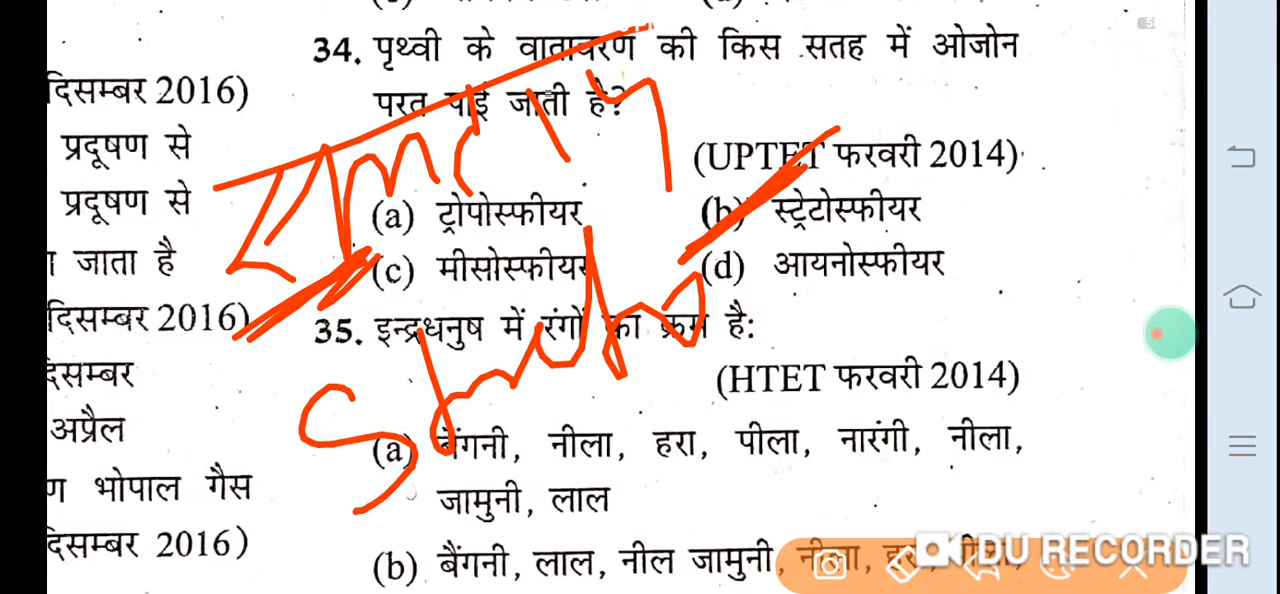 34. पृथ्वी के वातावरण की किस सतह में ओजोन
परत पाई जाती है?
(UPTET फरवरी 2014)
(a) ट्रोपोस्फीयर (b) स्ट्रेटोस्फीयर
(c) मीसोस्फीयर (d) आयनोस्फीयर
35. इन्द्रधनुष में रंगों का क्रम है:
(HTET फरवरी 2014)
(a) बैंगनी, नीला, हरा, पीला, नारंगी, नीला,
जामुनी, लाल
(b) बैंगनी, लाल, नील जामुनी, नीला, हरा, पीला,
दिसम्बर 2016)
प्रदूषण से
प्रदूषण से
जाता है
दिसम्बर 2016)
दिसम्बर
अप्रैल
ण भोपाल गैस
दिसम्बर 2016)
Study
DU RECORDER